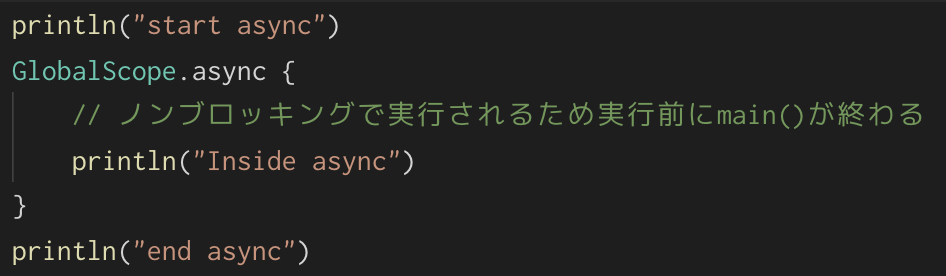 println("start async")
GlobalScope.async {
    // ノンブロッキングで実行されるため実行前にmain()が終わる
    println("Inside async")
}
println("end async")